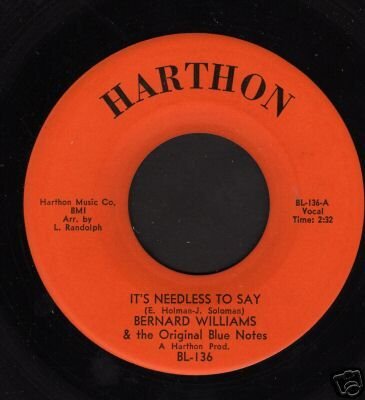 HARTHON
Harthon Music Co.
BMI
Arr. by
L. Randolph
BL-136-A
Vocal
Time: 2:32
IT'S NEEDLESS TO SAY
(E. Holman-J. Soloman)
BERNARD WILLIAMS
& the Original Blue Notes
A Harthon Prod.
BL-136